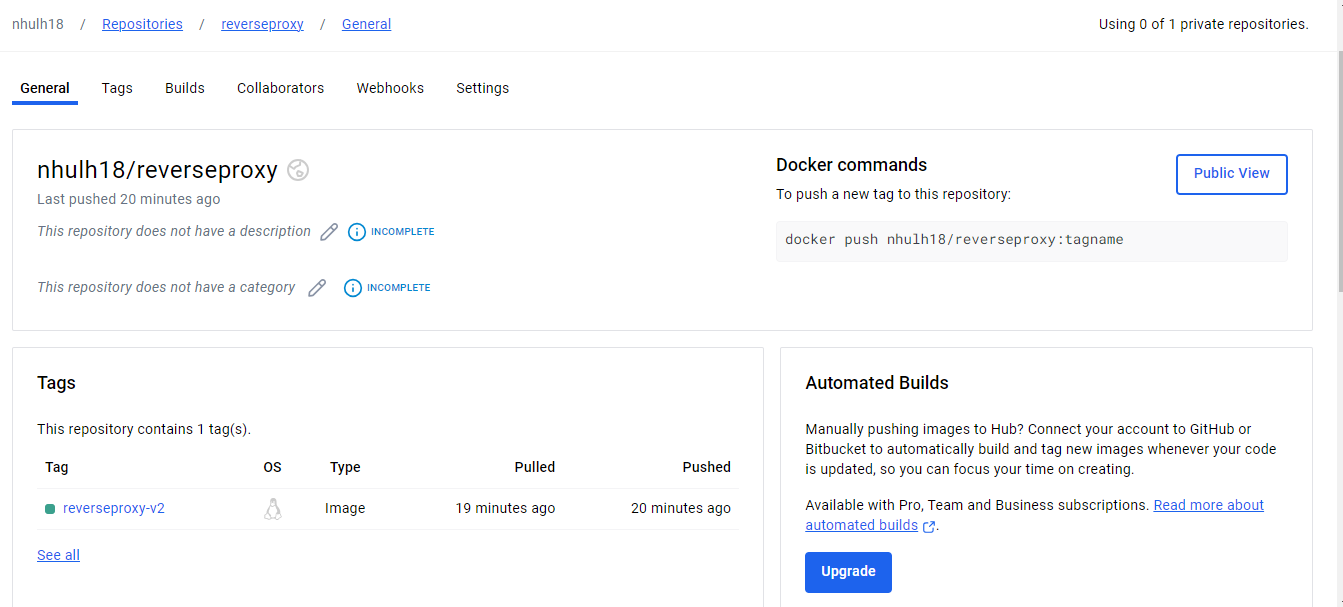 nhulh18 / Repositories / reverseproxy / General
Using 0 of 1 private repositories.
General Tags Builds Collaborators Webhooks Settings
nhulh18/reverseproxy
Last pushed 20 minutes ago
This repository does not have a description INCOMPLETE
This repository does not have a category INCOMPLETE
Docker commands
To push a new tag to this repository:
docker push nhulh18/reverseproxy:tagname
Public View
Tags
This repository contains 1 tag(s).
Tag OS Type Pulled Pushed
reverseproxy-v2 Image 19 minutes ago 20 minutes ago
See all
Automated Builds
Manually pushing images to Hub? Connect your account to GitHub or
Bitbucket to automatically build and tag new images whenever your code
is updated, so you can focus your time on creating.
Available with Pro, Team and Business subscriptions. Read more about
automated builds .
Upgrade